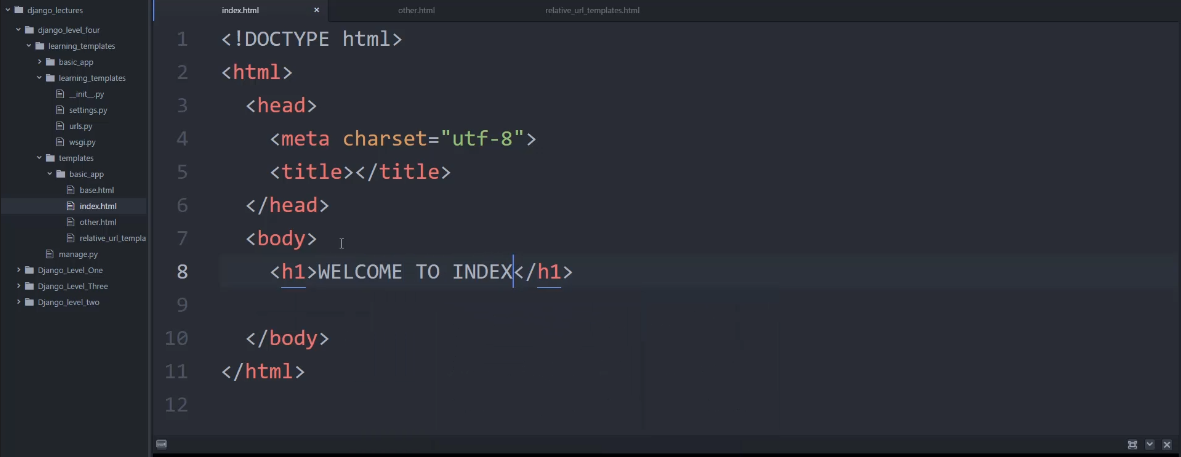 index.html × other.html relative_url_templates.html
django_lectures
django_level_four
learning_templates
basic_app
learning_templates
__init__.py
settings.py
urls.py
wsgi.py
templates
basic_app
base.html
index.html
other.html
relative_url_templa
manage.py
Django_Level_One
Django_Level_Three
Django_level_two
1 <!DOCTYPE html>
2 <html>
3 <head>
4 <meta charset="utf-8">
5 <title></title>
6 </head>
7 <body>
8 <h1>WELCOME TO INDEX</h1>
9
10 </body>
11 </html>
12